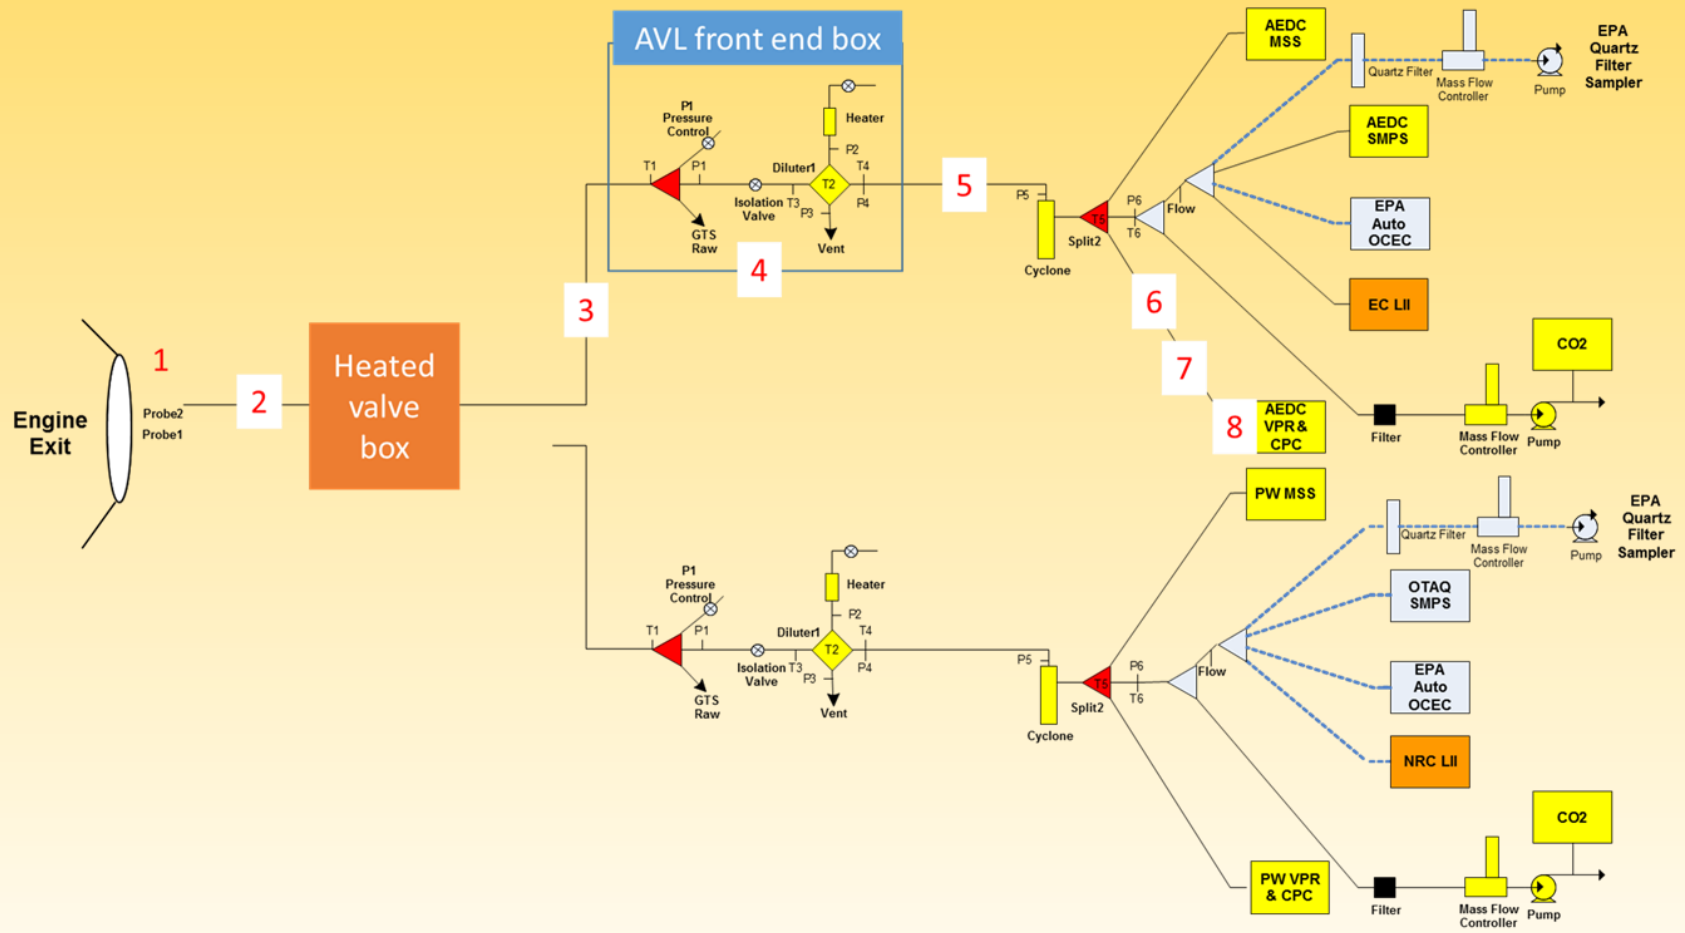 AVL front end box
P1
Pressure
Control
Heater
P2
T1
P1
Diluter1
T4
T2
Isolation
Valve
T3
P3
P4
GTS
Raw
Vent
4
3
5
P5
Cyclone
T5
Split2
P6
T6
Flow
6
7
8
AEDC
MSS
Quartz Filter
Mass Flow
Controller
Pump
EPA
Quartz
Filter
Sampler
AEDC
SMPS
EPA
Auto
OCEC
EC LII
CO2
AEDC
VPR &
CPC
Filter
Mass Flow
Controller
Pump
1
2
Engine
Exit
Probe2
Probe1
Heated
valve
box
P1
Pressure
Control
Heater
P2
T1
P1
Diluter1
T4
T2
Isolation
Valve
T3
P3
P4
GTS
Raw
Vent
P5
Cyclone
T5
Split2
P6
T6
Flow
PW MSS
Quartz Filter
Mass Flow
Controller
Pump
EPA
Quartz
Filter
Sampler
OTAQ
SMPS
EPA
Auto
OCEC
NRC LII
CO2
PW VPR
& CPC
Filter
Mass Flow
Controller
Pump